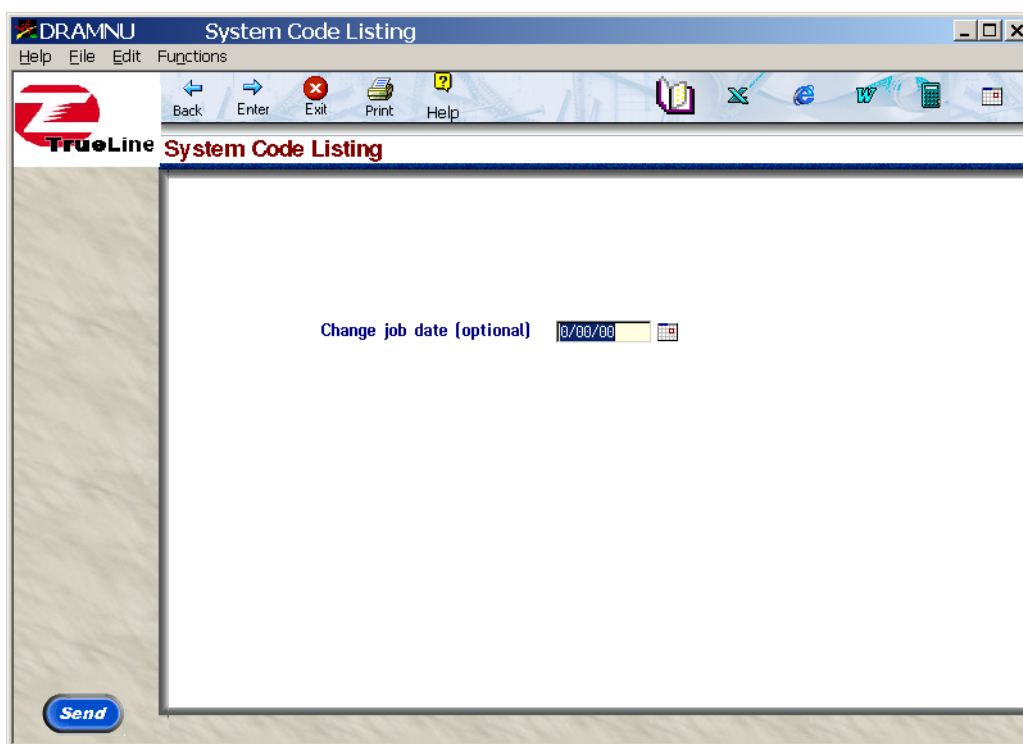 DRAMNU System Code Listing
Help File Edit Functions
Back Enter Exit Print Help
TrueLine
System Code Listing
Change job date (optional) 0/00/00
Send